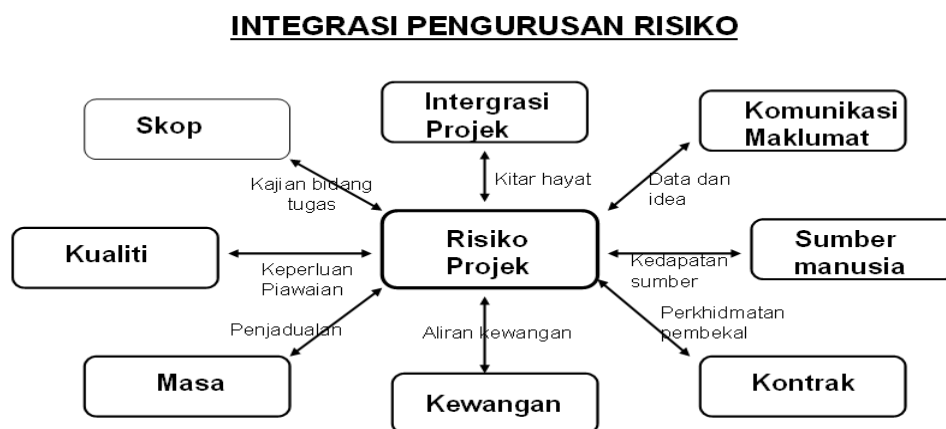 INTEGRASI PENGURUSAN RISIKO
Skop
Intergrasi
Projek
Komunikasi
Maklumat
Kajian bidang
tugas
Kitar hayat
Data dan
idea
Kualiti
Keperluan
Piawaian
Risiko
Projek
Kedapatan
sumber
Sumber
manusia
Penjadualan
Aliran kewangan
Perkhidmatan
pembekal
Masa
Kewangan
Kontrak